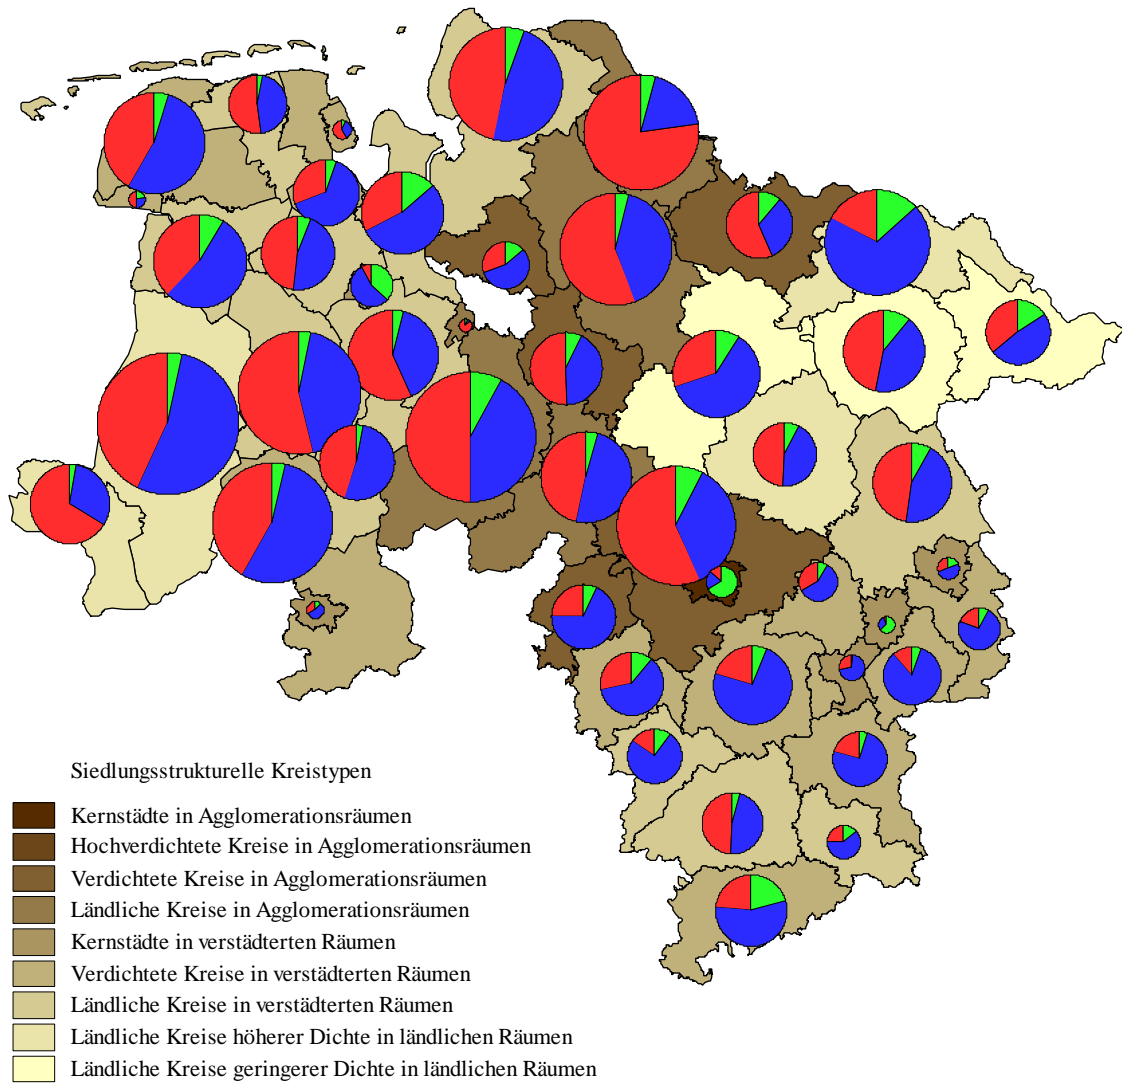 Siedlungsstrukturelle Kreistypen
Kernstädte in Agglomerationsräumen
Hochverdichtete Kreise in Agglomerationsräumen
Verdichtete Kreise in Agglomerationsräumen
Ländliche Kreise in Agglomerationsräumen
Kernstädte in verstädterten Räumen
Verdichtete Kreise in verstädterten Räumen
Ländliche Kreise in verstädterten Räumen
Ländliche Kreise höherer Dichte in ländlichen Räumen
Ländliche Kreise geringerer Dichte in ländlichen Räumen